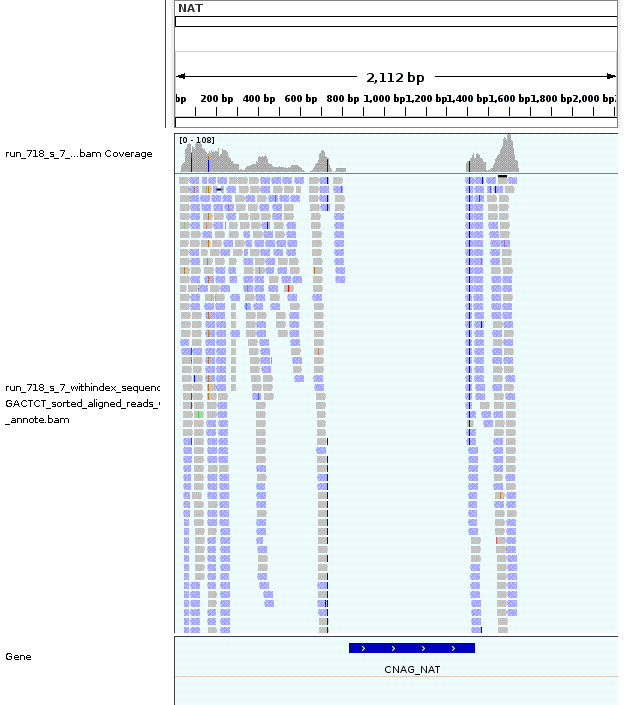 NAT
2,112 bp
bp 200 bp 400 bp 600 bp 800 bp 1,000 bp 1,200 bp 1,400 bp 1,600 bp 1,800 bp 2,000 bp
[0 - 108]
run_718_s_7_...bam Coverage
run_718_s_7_withindex_sequenc
GACTCT_sorted_aligned_reads_
_annote.bam
Gene
CNAG_NAT